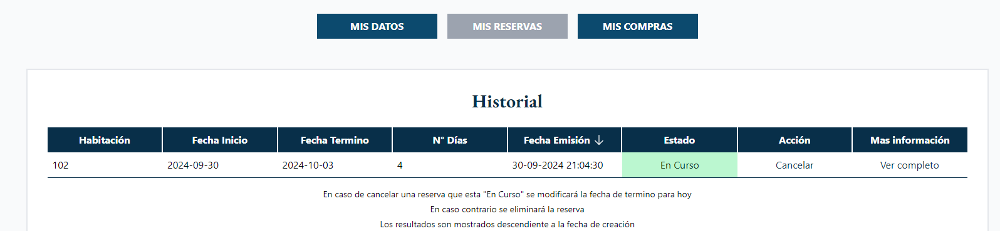 MIS DATOS MIS RESERVAS MIS COMPRAS
Historial
Habitación Fecha Inicio Fecha Termino N° Días Fecha Emisión ↓ Estado Acción Mas información
102 2024-09-30 2024-10-03 4 30-09-2024 21:04:30 En Curso Cancelar Ver completo
En caso de cancelar una reserva que esta "En Curso" se modificará la fecha de termino para hoy
En caso contrario se eliminará la reserva
Los resultados son mostrados descendiente a la fecha de creación